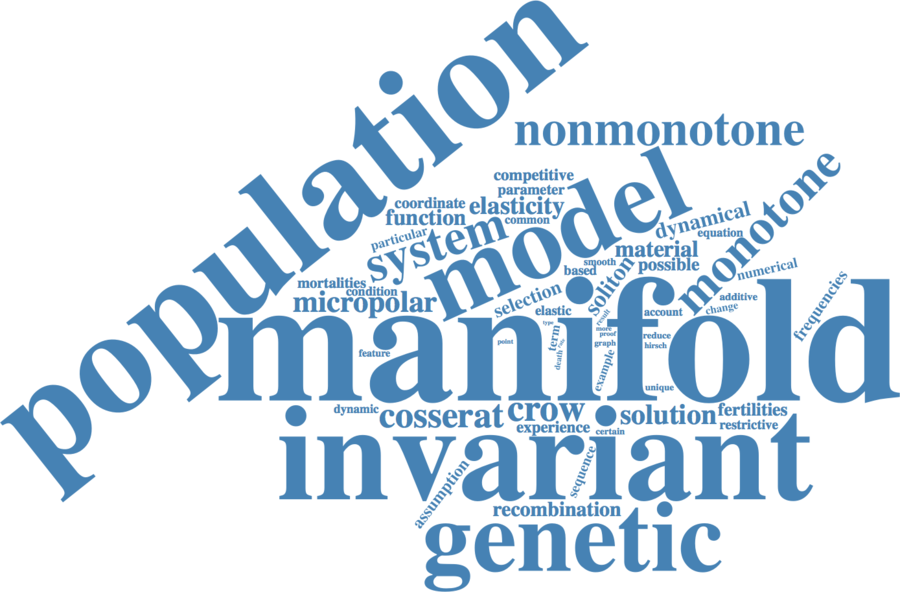 population
nonmonotone
competitive
parameter
monotone
model
coordinate
elasticity
function
common
dynamical
system
equation
particular
material
smooth
possible
based
numerical
soliton
mortalities
condition
micropolar
selection
elastic
additive
change
account
frequencies
manifold
result
type
more
proof
term
point
graph
reduce
hirsch
feature
death
example
unique
dynamic
cosserat
crow
solution
fertilities
experience
certain
restrictive
invariant
assumption
sequence
recombination
genetic